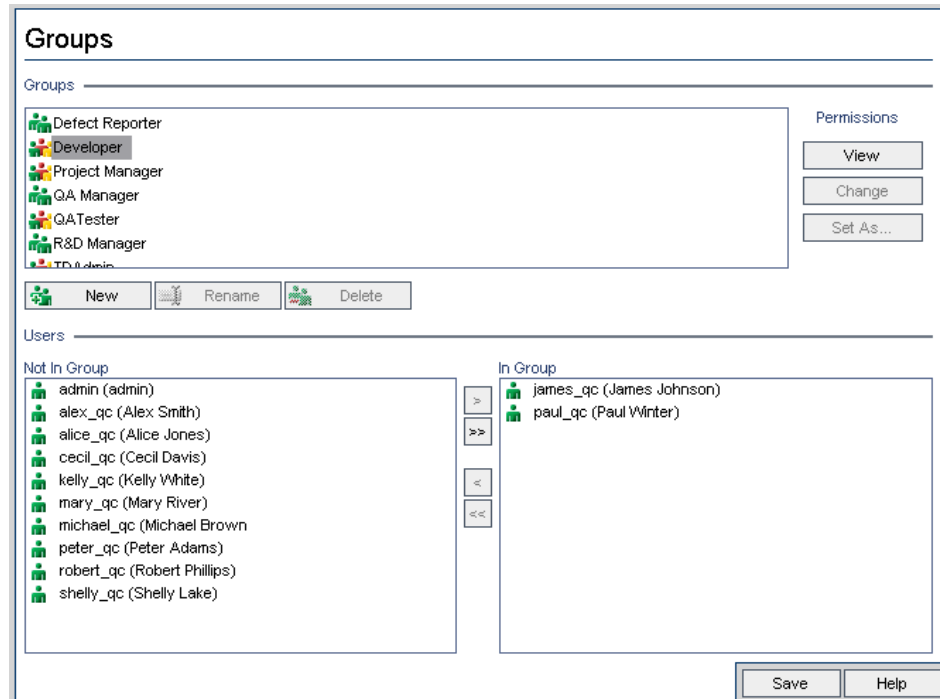 Groups
Groups
Defect Reporter
Developer
Project Manager
QA Manager
QATester
R&D Manager
TDAdmin
Permissions
View
Change
Set As...
New
Rename
Delete
Users
Not In Group
admin (admin)
alex_qc (Alex Smith)
alice_qc (Alice Jones)
cecil_qc (Cecil Davis)
kelly_qc (Kelly White)
mary_qc (Mary River)
michael_qc (Michael Brown
peter_qc (Peter Adams)
robert_qc (Robert Phillips)
shelly_qc (Shelly Lake)
>
>>
<
<<
In Group
james_qc (James Johnson)
paul_qc (Paul Winter)
Save
Help